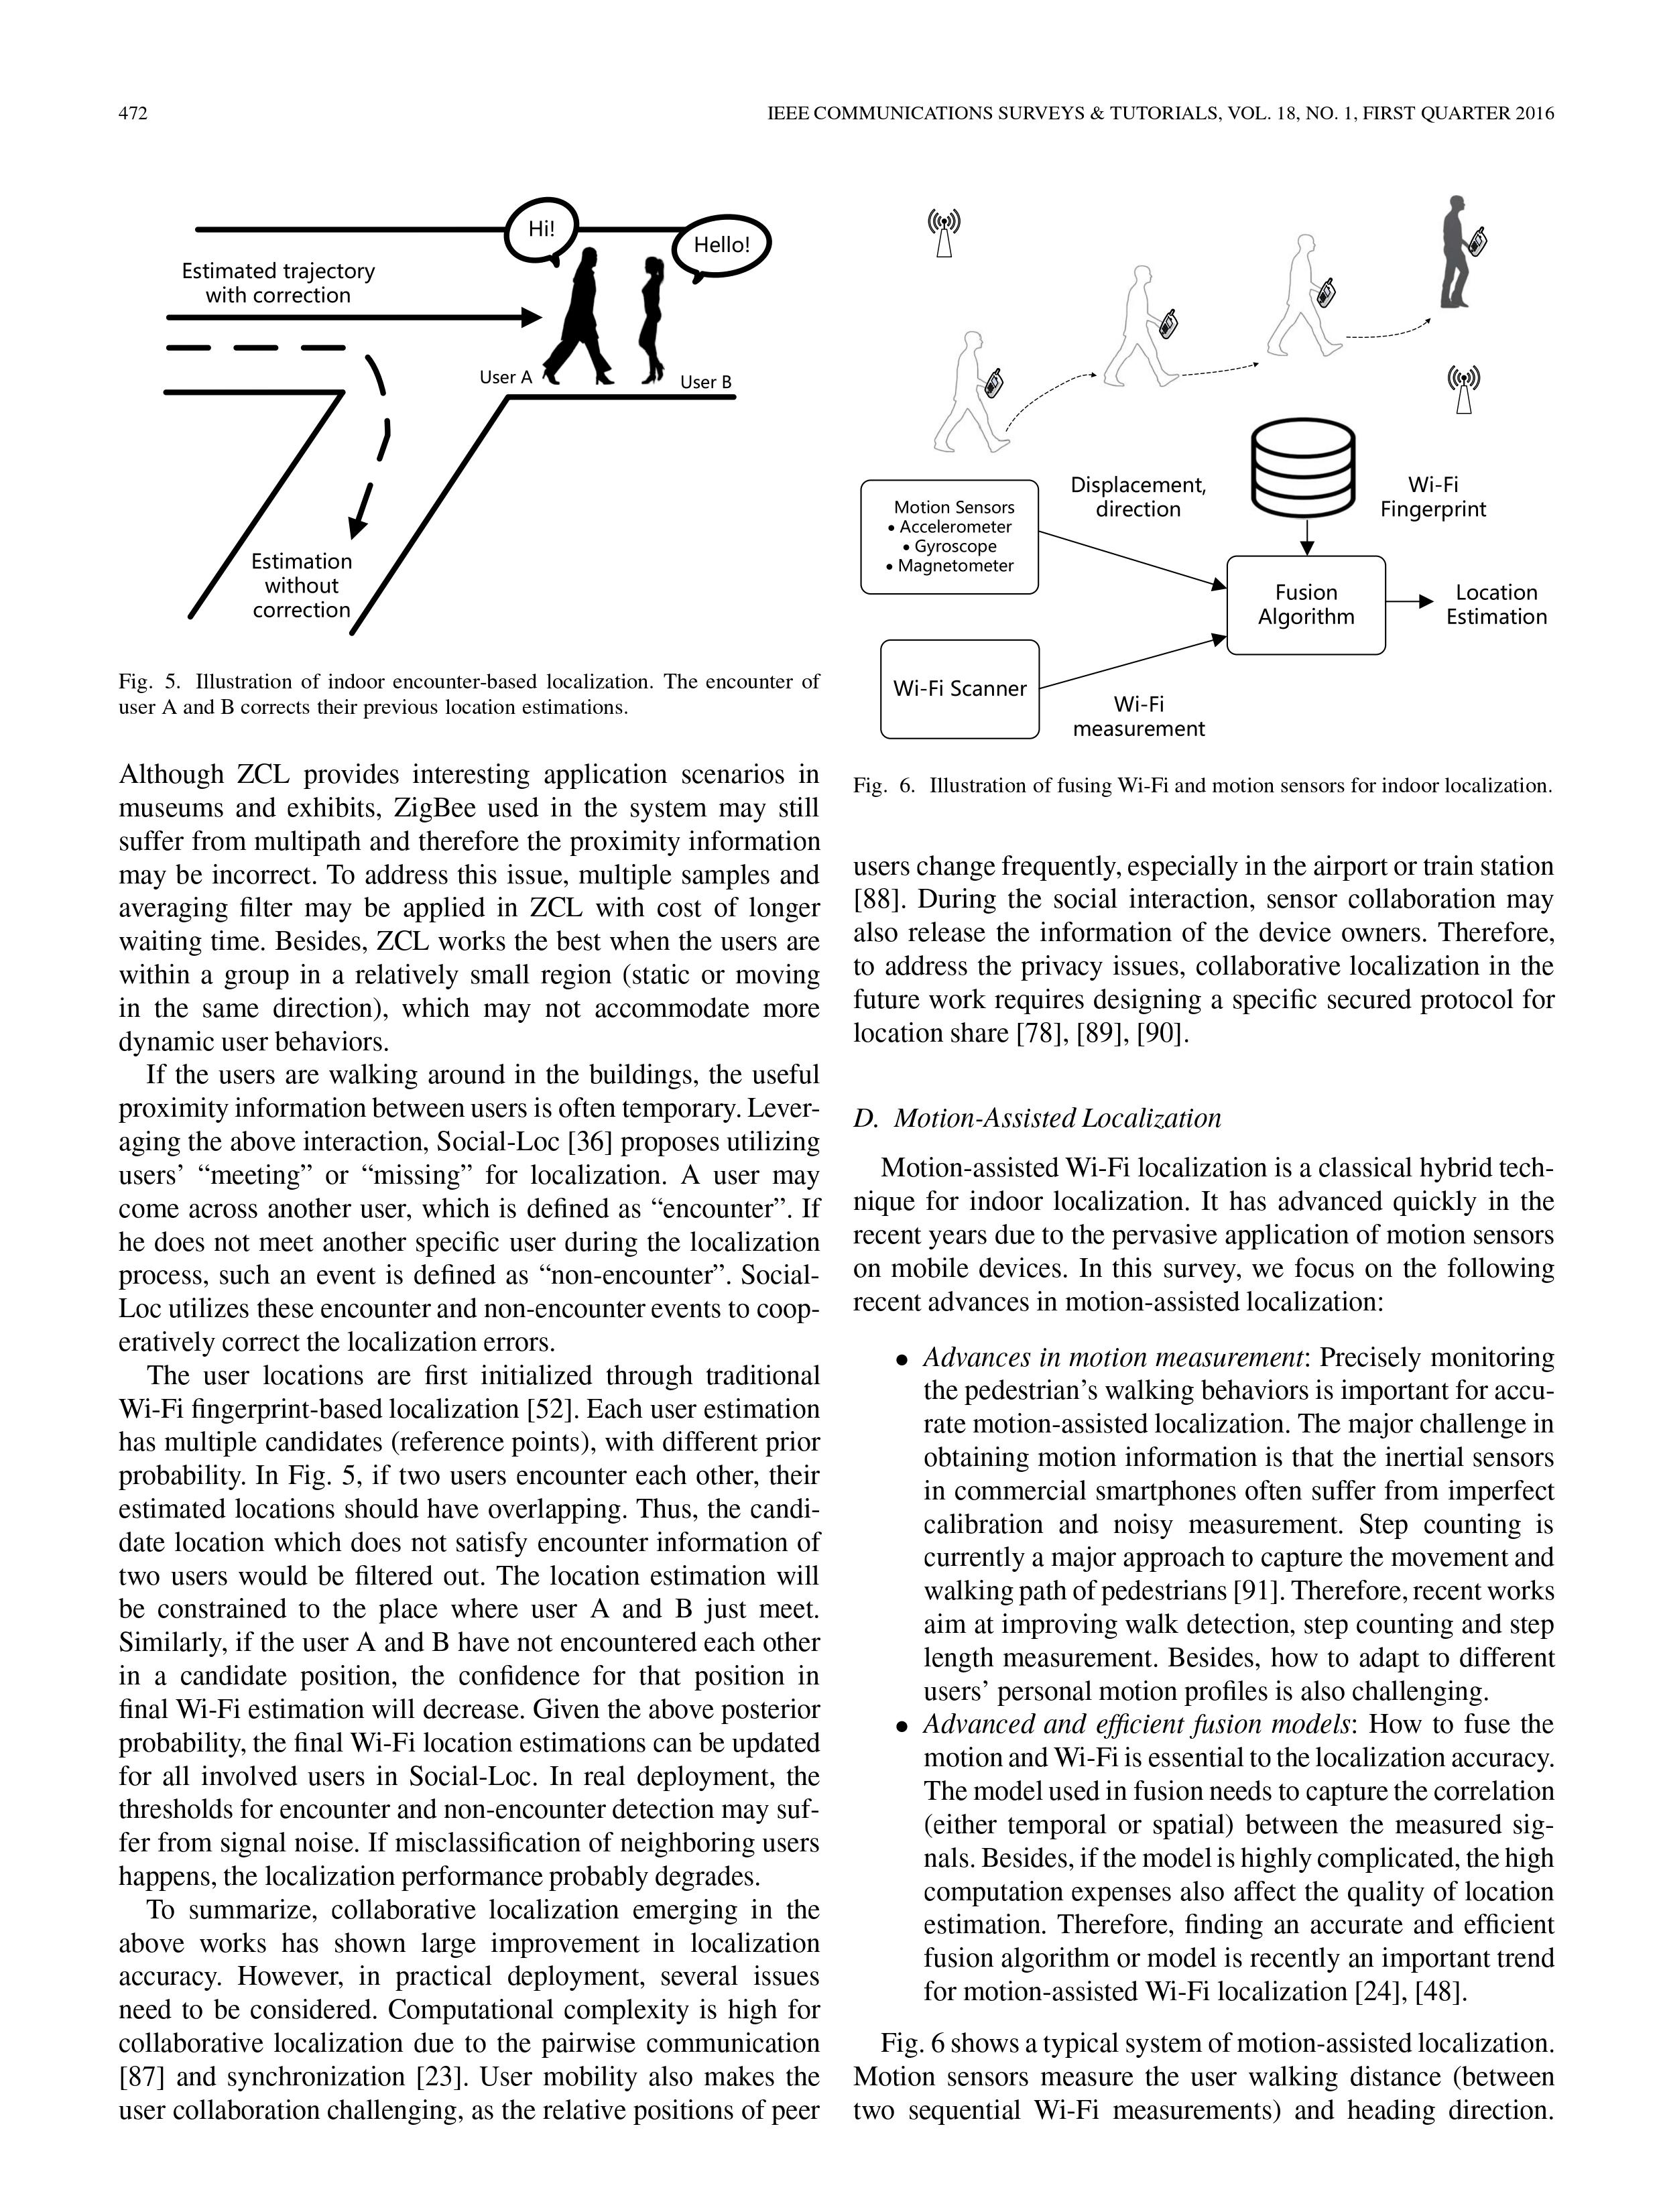 472
IEEE COMMUNICATIONS SURVEYS & TUTORIALS, VOL. 18, NO. 1, FIRST QUARTER 2016
Hi!
Hello!
Estimated trajectory
with correction
User A
User B
Estimation
without
correction
Fig. 5. Illustration of indoor encounter-based localization. The encounter of
user A and B corrects their previous location estimations.
Although ZCL provides interesting application scenarios in
museums and exhibits, ZigBee used in the system may still
suffer from multipath and therefore the proximity information
may be incorrect. To address this issue, multiple samples and
averaging filter may be applied in ZCL with cost of longer
waiting time. Besides, ZCL works the best when the users are
within a group in a relatively small region (static or moving
in the same direction), which may not accommodate more
dynamic user behaviors.
If the users are walking around in the buildings, the useful
proximity information between users is often temporary. Lever-
aging the above interaction, Social-Loc [36] proposes utilizing
users’ “meeting” or “missing” for localization. A user may
come across another user, which is defined as “encounter”. If
he does not meet another specific user during the localization
process, such an event is defined as “non-encounter”. Social-
Loc utilizes these encounter and non-encounter events to coop-
eratively correct the localization errors.
The user locations are first initialized through traditional
Wi-Fi fingerprint-based localization [52]. Each user estimation
has multiple candidates (reference points), with different prior
probability. In Fig. 5, if two users encounter each other, their
estimated locations should have overlapping. Thus, the candi-
date location which does not satisfy encounter information of
two users would be filtered out. The location estimation will
be constrained to the place where user A and B just meet.
Similarly, if the user A and B have not encountered each other
in a candidate position, the confidence for that position in
final Wi-Fi estimation will decrease. Given the above posterior
probability, the final Wi-Fi location estimations can be updated
for all involved users in Social-Loc. In real deployment, the
thresholds for encounter and non-encounter detection may suf-
fer from signal noise. If misclassification of neighboring users
happens, the localization performance probably degrades.
To summarize, collaborative localization emerging in the
above works has shown large improvement in localization
accuracy. However, in practical deployment, several issues
need to be considered. Computational complexity is high for
collaborative localization due to the pairwise communication
[87] and synchronization [23]. User mobility also makes the
user collaboration challenging, as the relative positions of peer
Motion Sensors
• Accelerometer
• Gyroscope
• Magnetometer
Displacement,
direction
Wi-Fi
Fingerprint
Fusion
Algorithm
Location
Estimation
Wi-Fi Scanner
Wi-Fi
measurement
Fig. 6. Illustration of fusing Wi-Fi and motion sensors for indoor localization.
users change frequently, especially in the airport or train station
[88]. During the social interaction, sensor collaboration may
also release the information of the device owners. Therefore,
to address the privacy issues, collaborative localization in the
future work requires designing a specific secured protocol for
location share [78], [89], [90].
D. Motion-Assisted Localization
Motion-assisted Wi-Fi localization is a classical hybrid tech-
nique for indoor localization. It has advanced quickly in the
recent years due to the pervasive application of motion sensors
on mobile devices. In this survey, we focus on the following
recent advances in motion-assisted localization:
• Advances in motion measurement: Precisely monitoring
the pedestrian’s walking behaviors is important for accu-
rate motion-assisted localization. The major challenge in
obtaining motion information is that the inertial sensors
in commercial smartphones often suffer from imperfect
calibration and noisy measurement. Step counting is
currently a major approach to capture the movement and
walking path of pedestrians [91]. Therefore, recent works
aim at improving walk detection, step counting and step
length measurement. Besides, how to adapt to different
users’ personal motion profiles is also challenging.
• Advanced and efficient fusion models: How to fuse the
motion and Wi-Fi is essential to the localization accuracy.
The model used in fusion needs to capture the correlation
(either temporal or spatial) between the measured sig-
nals. Besides, if the model is highly complicated, the high
computation expenses also affect the quality of location
estimation. Therefore, finding an accurate and efficient
fusion algorithm or model is recently an important trend
for motion-assisted Wi-Fi localization [24], [48].
Fig. 6 shows a typical system of motion-assisted localization.
Motion sensors measure the user walking distance (between
two sequential Wi-Fi measurements) and heading direction.